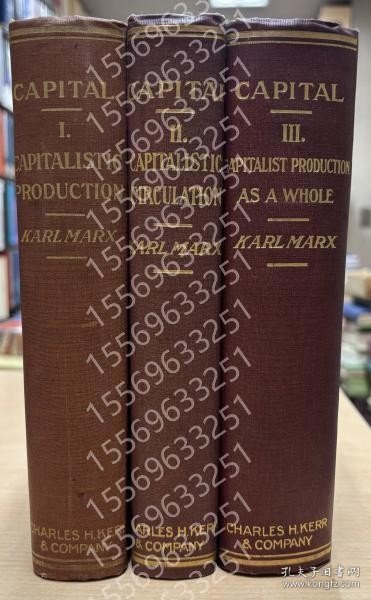 CAPITAL
I.
CAPITALISTIC
PRODUCTION
KARL MARX
CHARLES H. KERR
& COMPANY
CAPITAL
II.
CAPITALISTIC
CIRCULATION
KARL MARX
CHARLES H. KERR
& COMPANY
CAPITAL
III.
CAPITALIST PRODUCTION
AS A WHOLE
KARL MARX
CHARLES H. KERR
& COMPANY
15569633251
15569633251
15569633251
15569633251
15569633251
15569633251
15569633251
15569633251
15569633251
孔夫子旧书网
www.kongfz.com